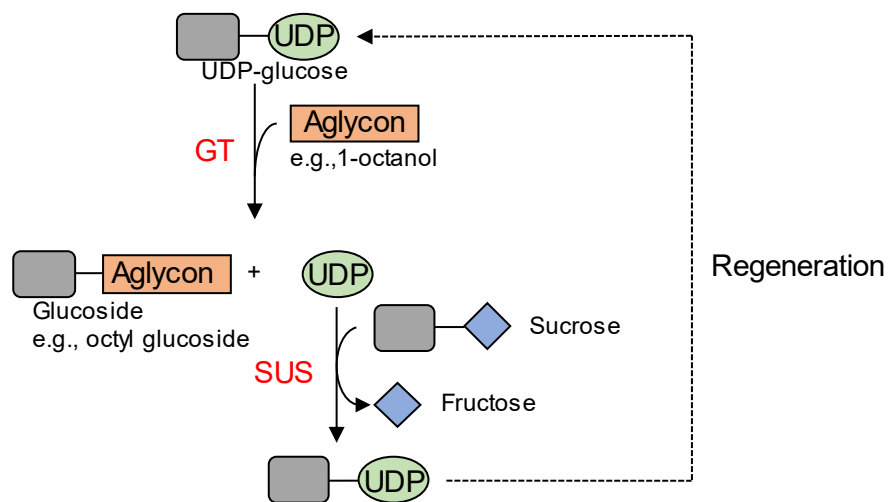 UDP
UDP-glucose
Aglycon
GT
e.g.,1-octanol
Aglycon
+
UDP
Regeneration
Glucoside
e.g., octyl glucoside
Sucrose
SUS
Fructose
UDP